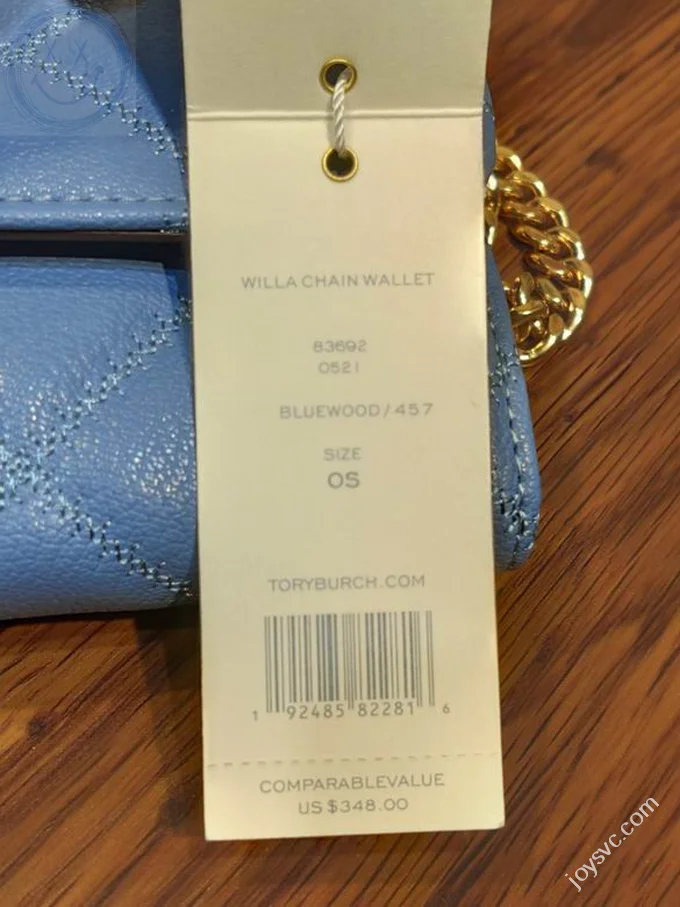 WILLA CHAIN WALLET
83692
0521
BLUEWOOD/457
SIZE
OS
TORYBURCH.COM
1 92485 82281 6
COMPARABLEVALUE
US $348.00
joysvc.com